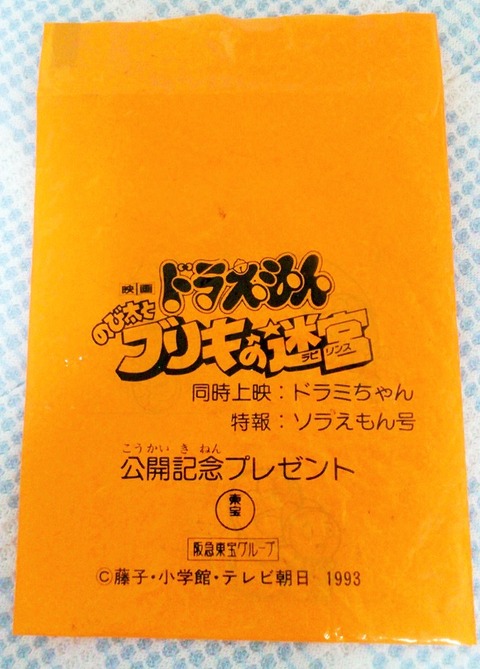 映画 ドラえもん
のび太と
ブリキの迷宮
ラビリンス
同時上映：ドラミちゃん
特報：ソラえもん号
こうかいきねん
公開記念プレゼント
東宝
阪急東宝グループ
©藤子・小学館・テレビ朝日 1993